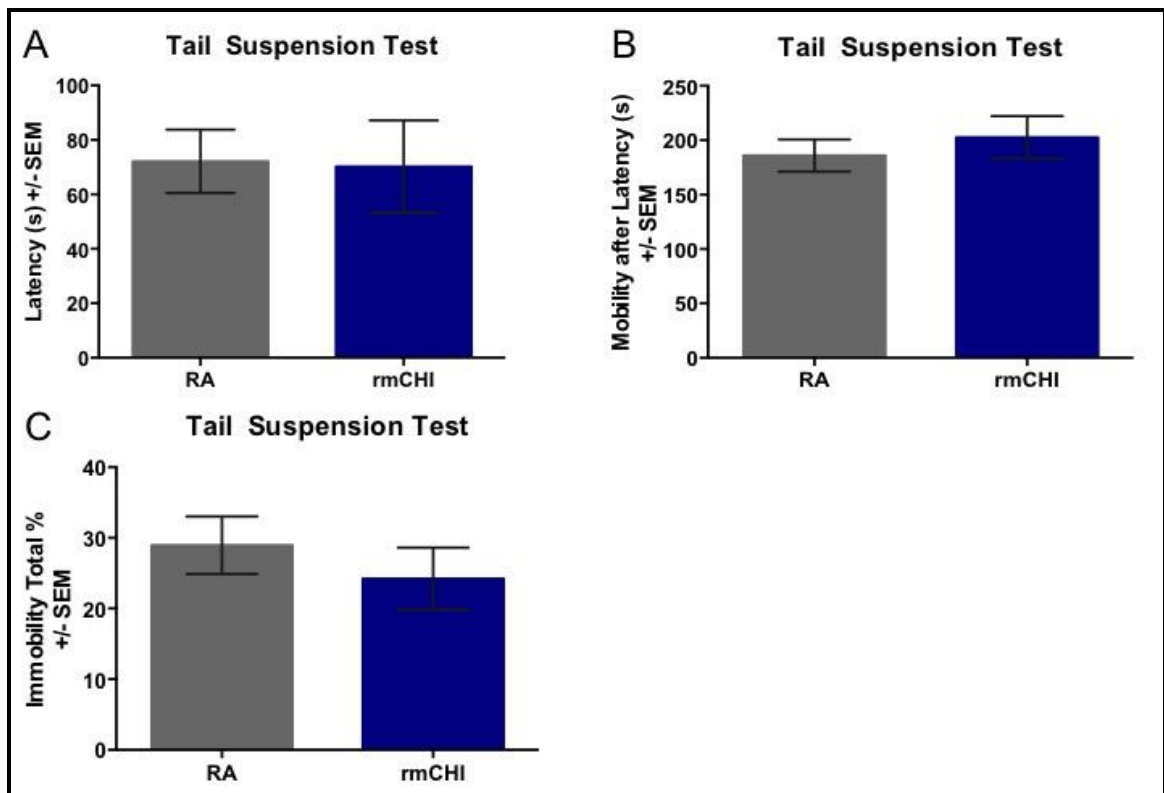 A
Tail Suspension Test
Latency (s) +/- SEM
100
80
60
40
20
0
RA
rmCHI
B
Tail Suspension Test
Mobility after Latency (s)
+/- SEM
250
200
150
100
50
0
RA
rmCHI
C
Tail Suspension Test
Immobility Total %
+/- SEM
40
30
20
10
0
RA
rmCHI